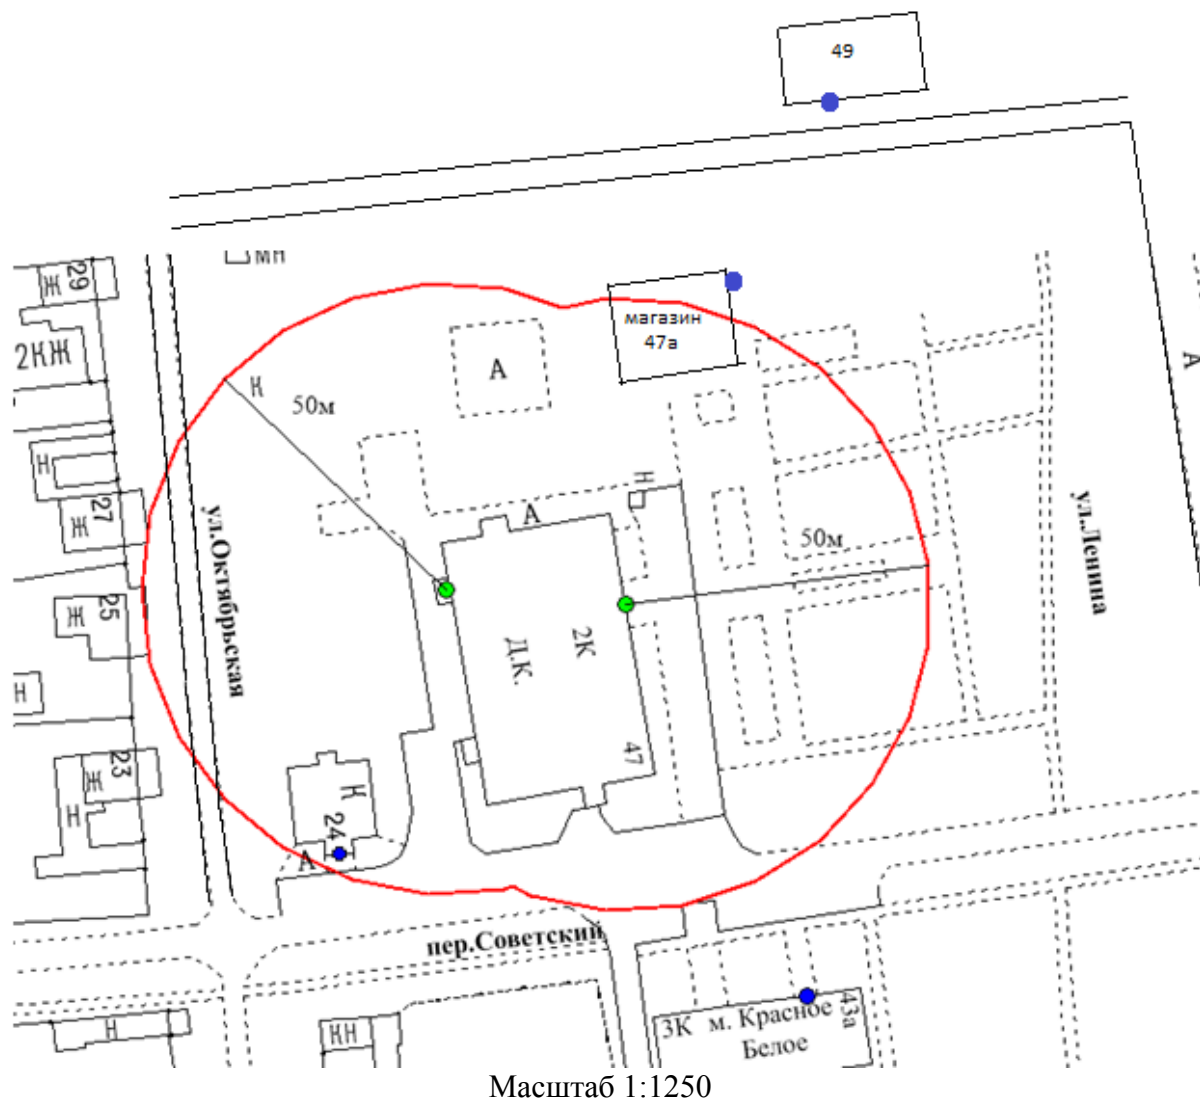 49
МН
29
Ж
2КЖ
магазин
47а
А
К
50м
А
Н
Н
27
Ж
А
50м
ул.Октябрьская
ул.Ленина
25
Ж
2К
Д.К.
Н
47
23
Ж
Н
К
24
А
пер.Советский
Н
КН
3К м. Красное
Белое
43а
Масштаб 1:1250